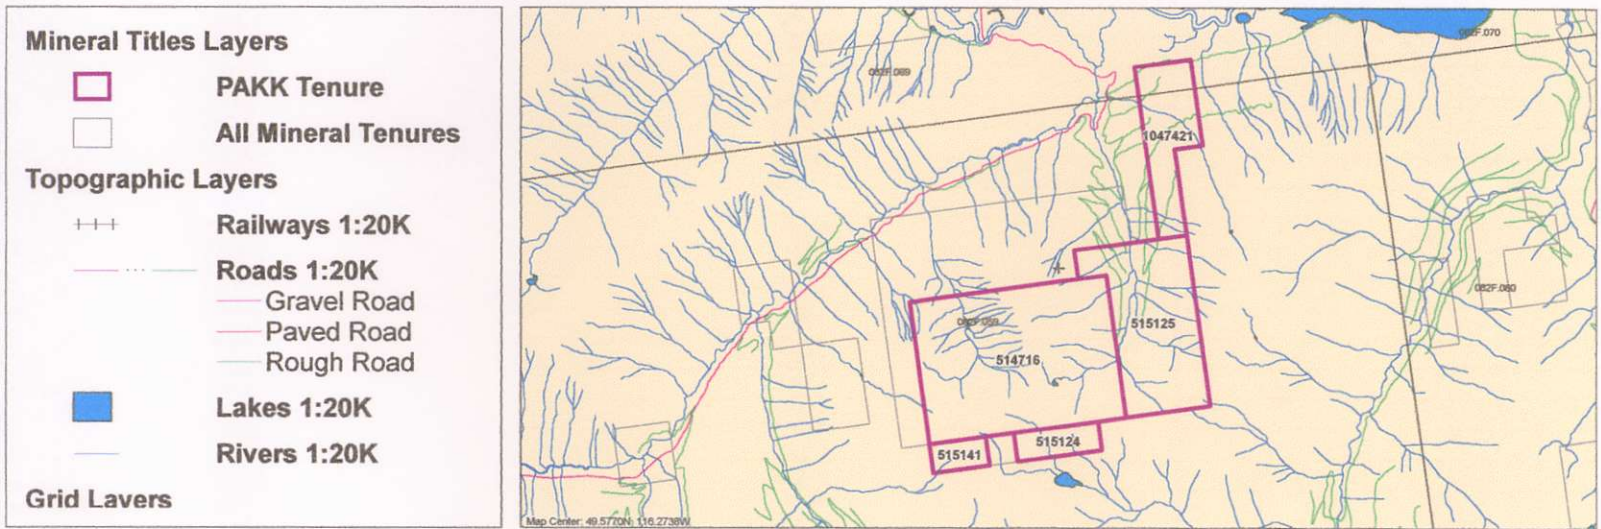 Mineral Titles Layers
PAKK Tenure
All Mineral Tenures
Topographic Layers
Railways 1:20K
Roads 1:20K
Gravel Road
Paved Road
Rough Road
Lakes 1:20K
Rivers 1:20K
Grid Layers
082F.070
082F.069
1047421
082F.060
515125
082F.059
514716
515124
515141
Map Center: 49.5770N 116.2738W